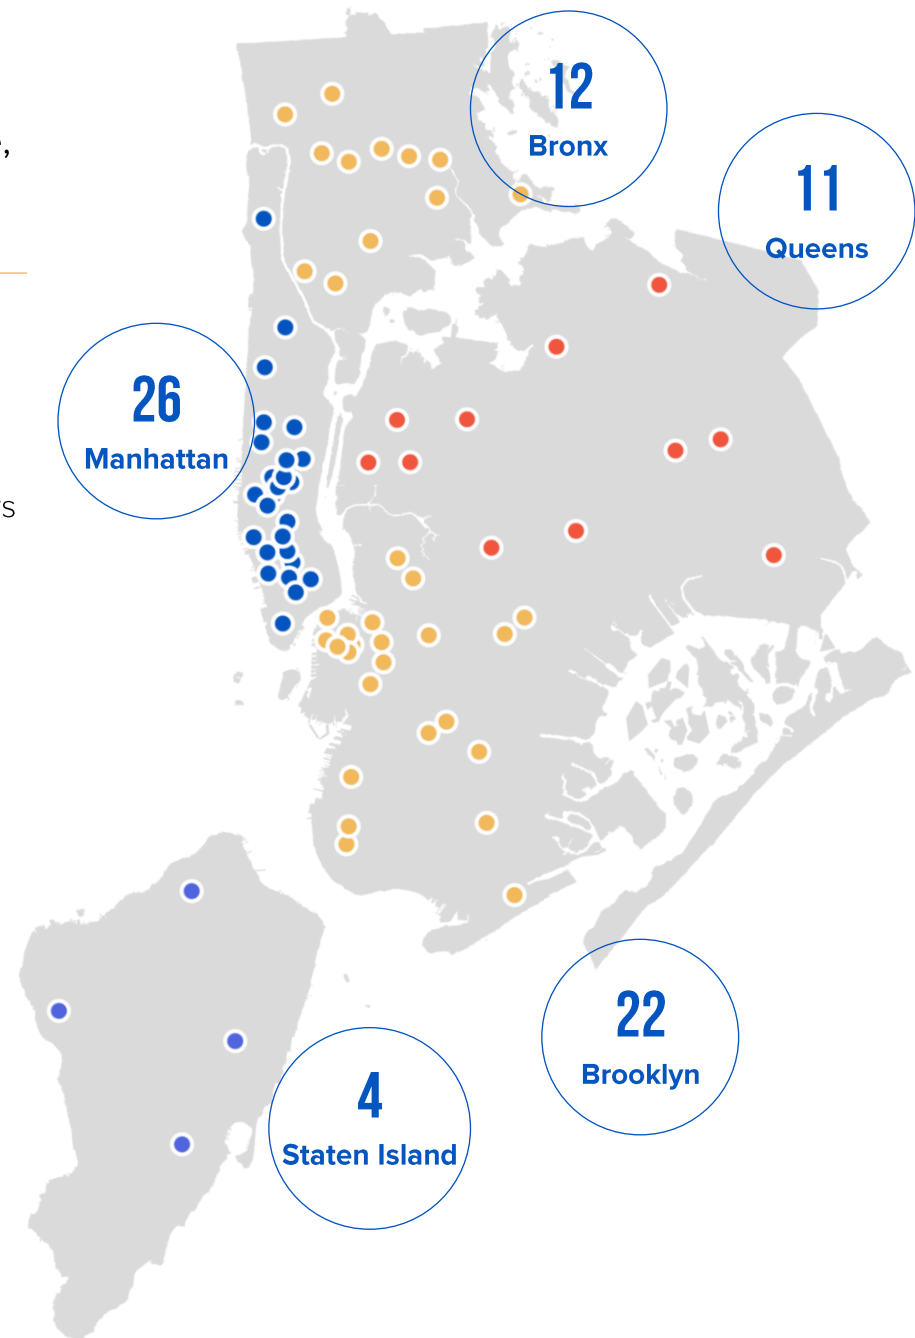 12
Bronx
,
11
Queens
26
Manhattan
s
22
Brooklyn
4
Staten Island